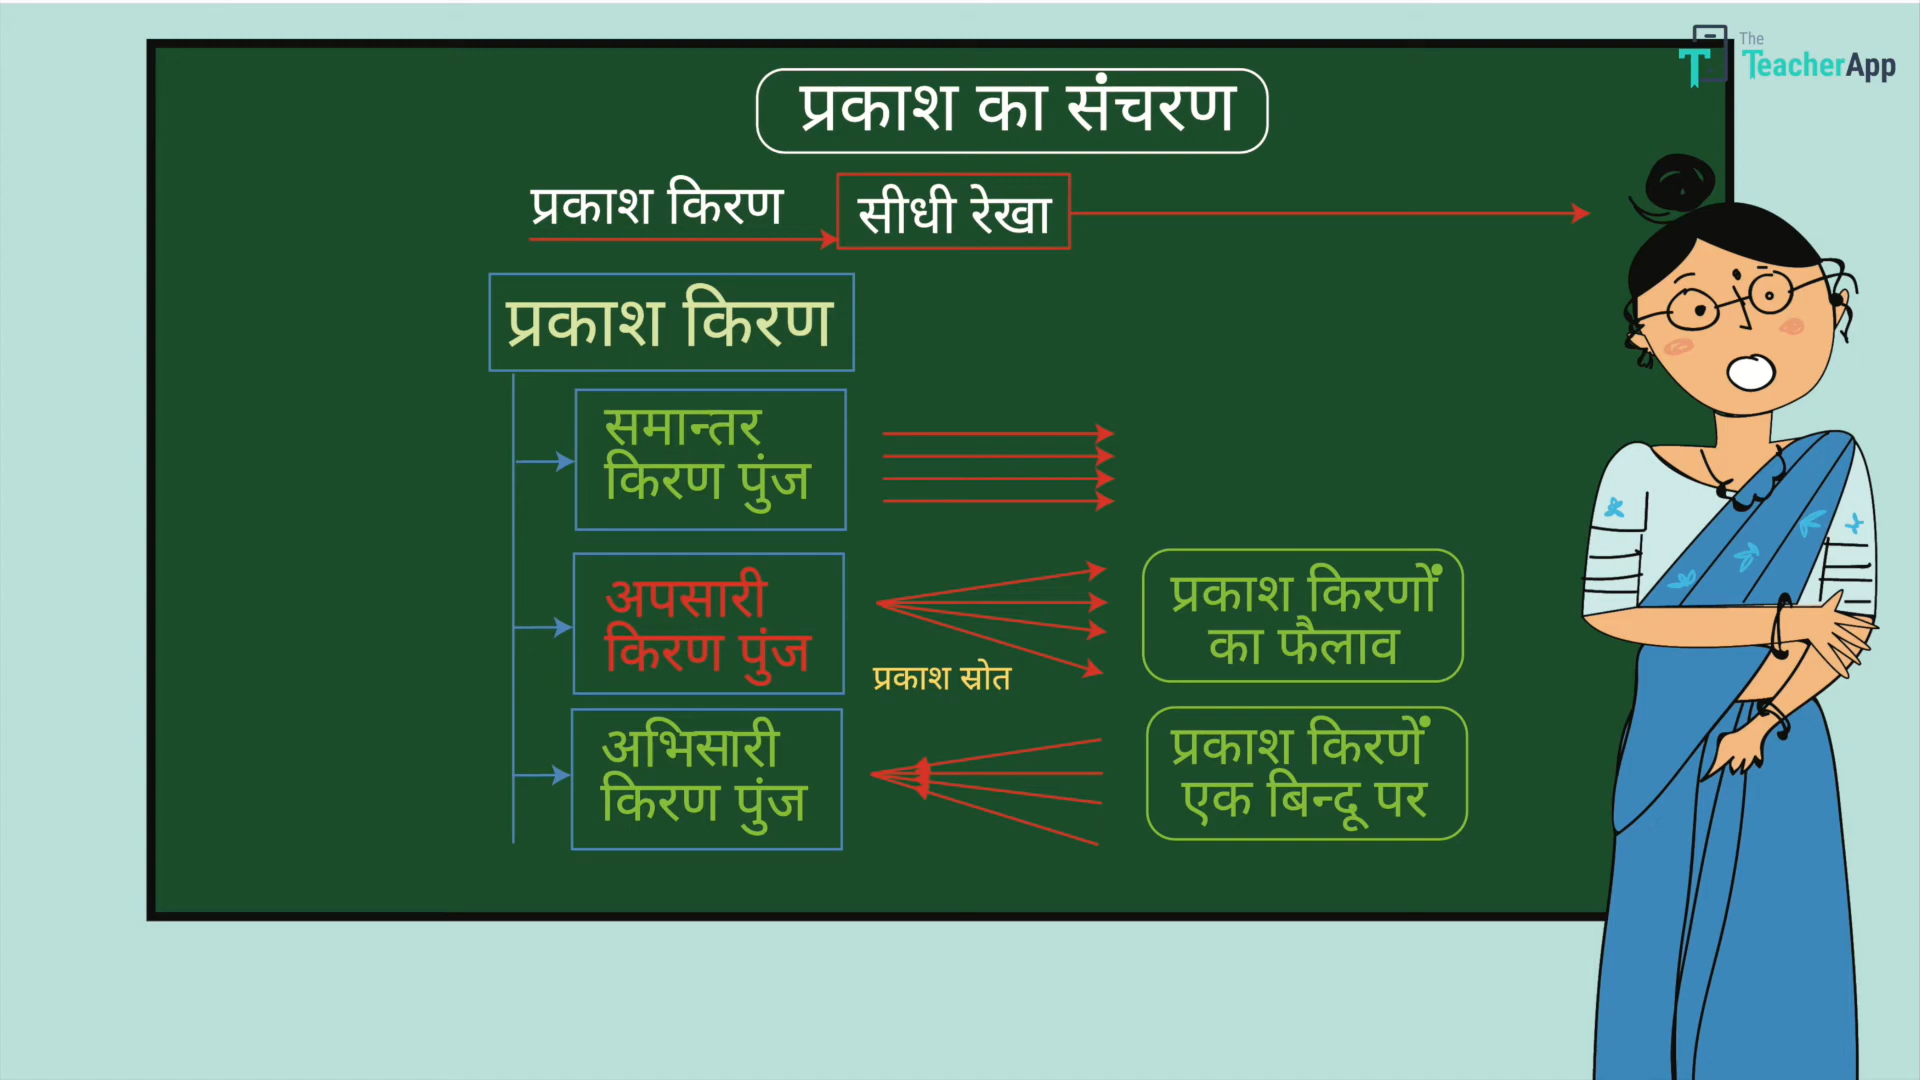 The
TeacherApp
प्रकाश का संचरण
प्रकाश किरण
सीधी रेखा
प्रकाश किरण
समान्तर
किरण पुंज
अपसारी
किरण पुंज
प्रकाश स्रोत
प्रकाश किरणों
का फैलाव
अभिसारी
किरण पुंज
प्रकाश किरणें
एक बिन्दू पर